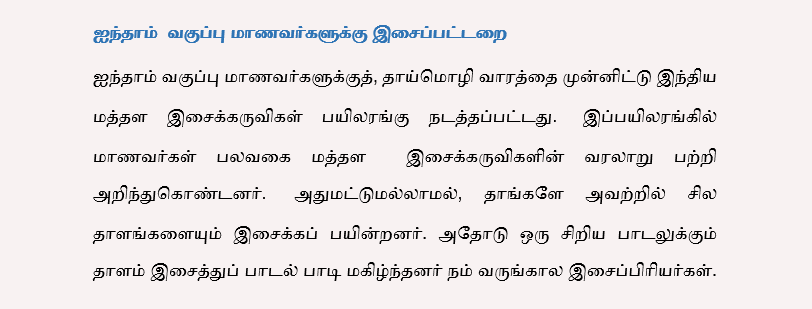 ஐந்தாம் வகுப்பு மாணவர்களுக்கு இசைப்பட்டறை
ஐந்தாம் வகுப்பு மாணவர்களுக்குத், தாய்மொழி வாரத்தை முன்னிட்டு இந்திய
மத்தள இசைக்கருவிகள் பயிலரங்கு நடத்தப்பட்டது. இப்பயிலரங்கில்
மாணவர்கள் பலவகை மத்தள இசைக்கருவிகளின் வரலாறு பற்றி
அறிந்துகொண்டனர். அதுமட்டுமல்லாமல், தாங்களே அவற்றில் சில
தாளங்களையும் இசைக்கப் பயின்றனர். அதோடு ஒரு சிறிய பாடலுக்கும்
தாளம் இசைத்துப் பாடல் பாடி மகிழ்ந்தனர் நம் வருங்கால இசைப்பிரியர்கள்.